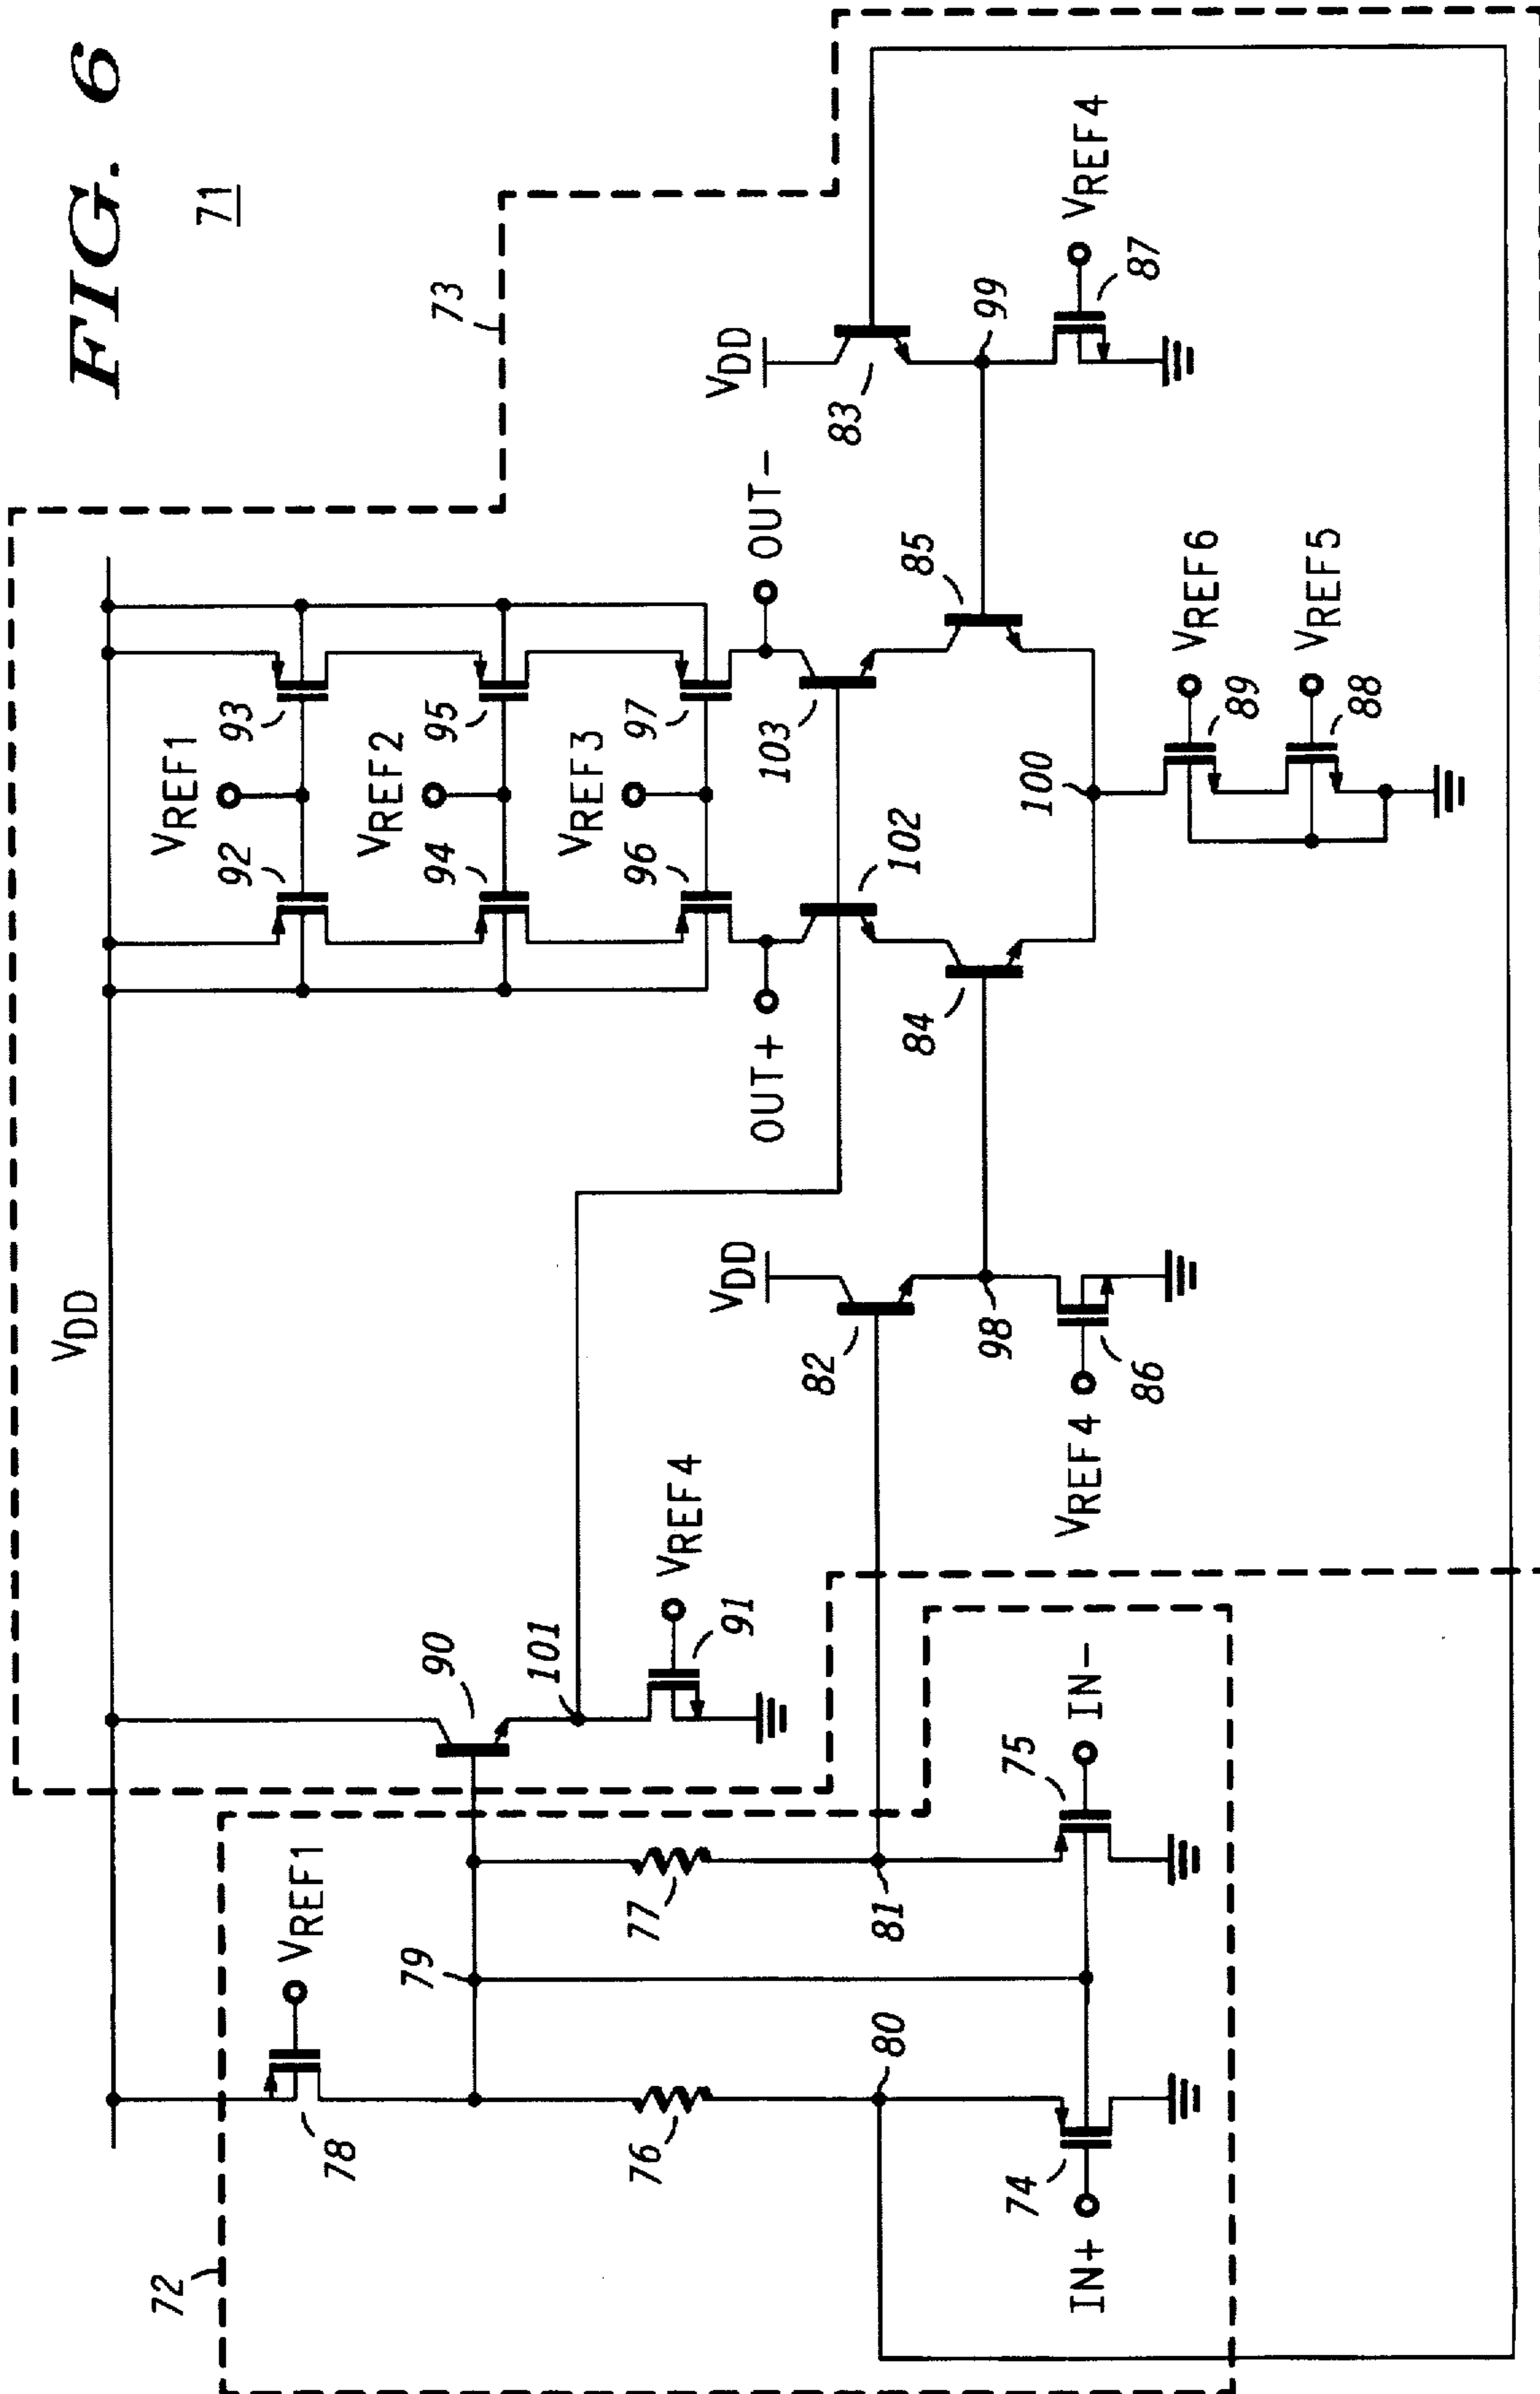 FIG. 6
71
VDD
73
72
VREF1
92
93
VREF2
94
95
VREF3
96
97
OUT+
OUT-
102
103
84
85
100
VREF6
89
VREF5
88
VDD
83
99
VREF4
87
VDD
82
98
VREF4
86
90
101
VREF4
91
VREF1
78
79
76
77
80
81
74
75
IN+
IN-